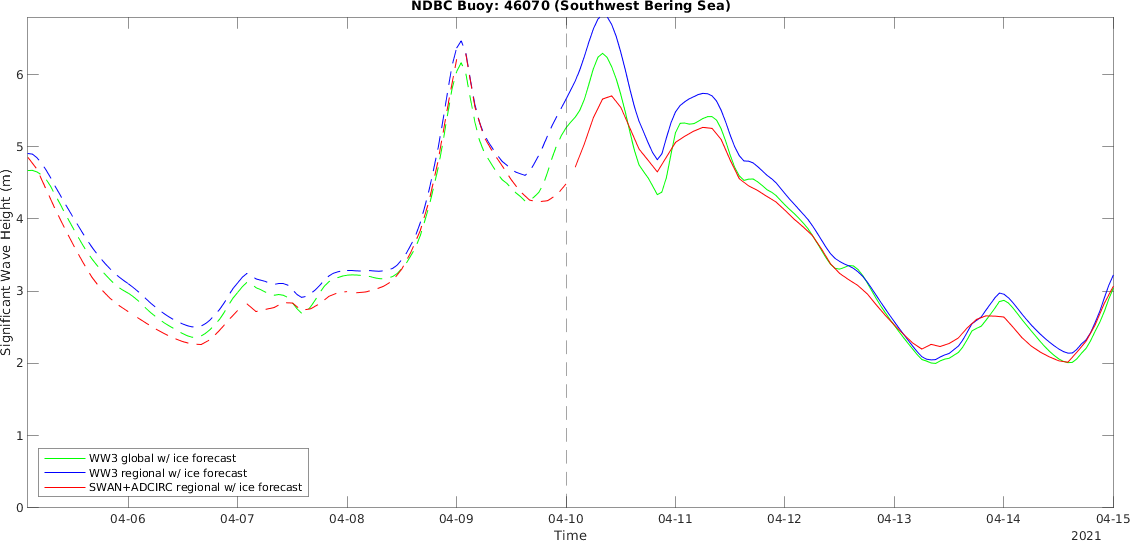 NDBC Buoy: 46070 (Southwest Bering Sea)
Significant Wave Height (m)
6
5
4
3
2
1
0
WW3 global w/ ice forecast
WW3 regional w/ ice forecast
SWAN+ADCIRC regional w/ ice forecast
04-06 04-07 04-08 04-09 04-10 04-11 04-12 04-13 04-14 04-15
Time
2021